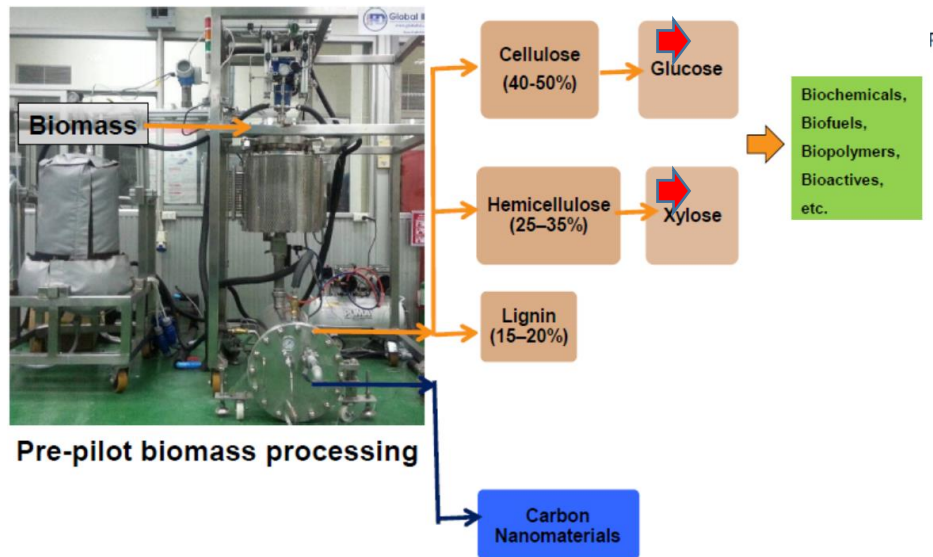 Global
Biomass
Pre-pilot biomass processing
Cellulose
(40-50%)
Glucose
Hemicellulose
(25–35%)
Xylose
Lignin
(15–20%)
Carbon
Nanomaterials
Biochemicals,
Biofuels,
Biopolymers,
Bioactives,
etc.